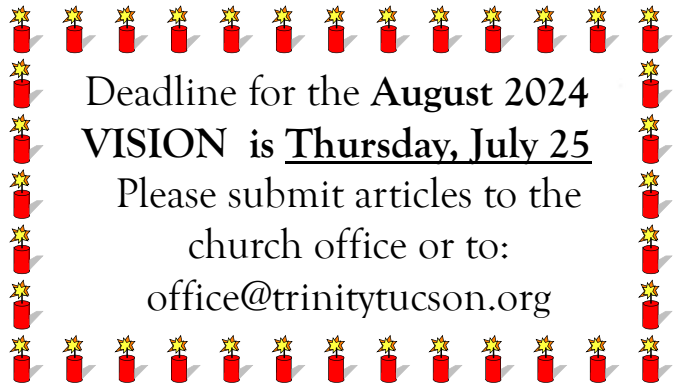 Deadline for the August 2024
VISION  is Thursday, July 25
Please submit articles to the
church office or to:
office@trinitytucson.org